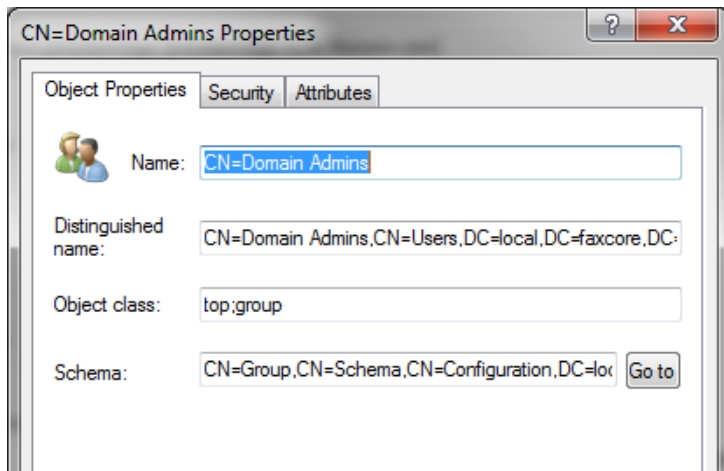 CN=Domain Admins Properties
Object Properties Security Attributes
Name: CN=Domain Admins
Distinguished name: CN=Domain Admins,CN=Users,DC=local,DC=faxcore,DC=
Object class: top;group
Schema: CN=Group,CN=Schema,CN=Configuration,DC=loc Go to